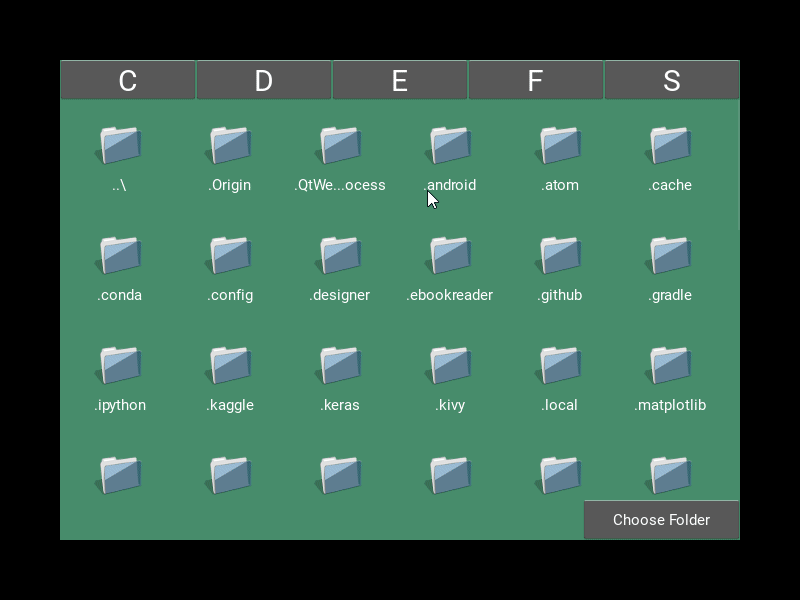 C D E F S
..\ .Origin .QtWe...ocess .android .atom .cache
.conda .config .designer .ebookreader .github .gradle
.ipython .kaggle .keras .kivy .local .matplotlib
Choose Folder